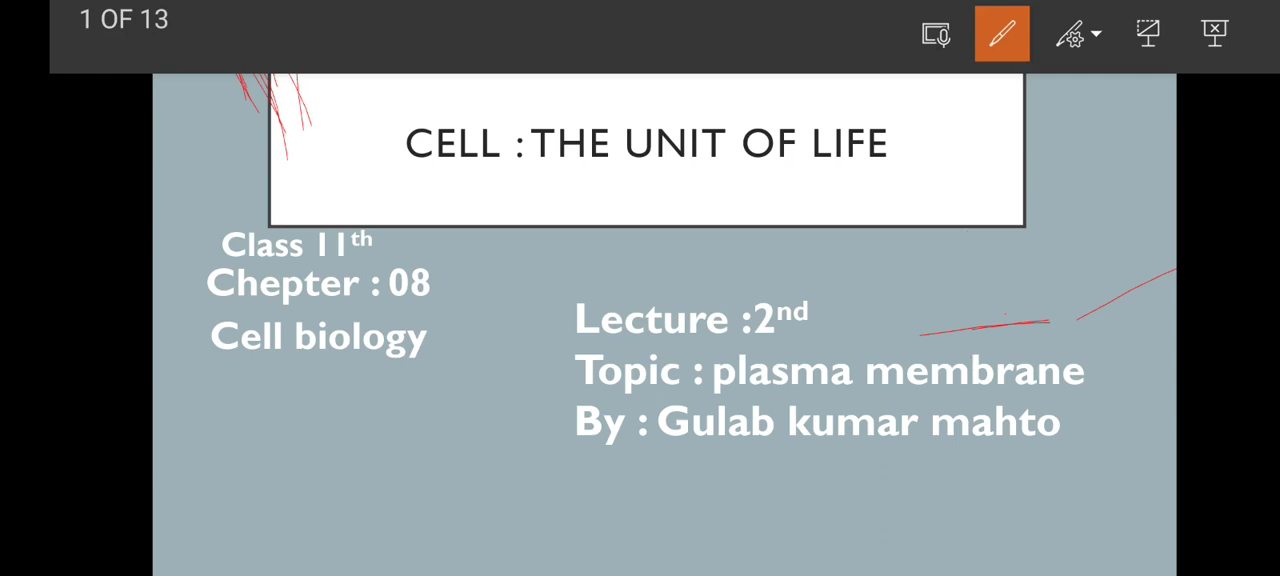 1 OF 13
CELL : THE UNIT OF LIFE
Class 11th
Chepter : 08
Cell biology
Lecture :2nd
Topic : plasma membrane
By : Gulab kumar mahto